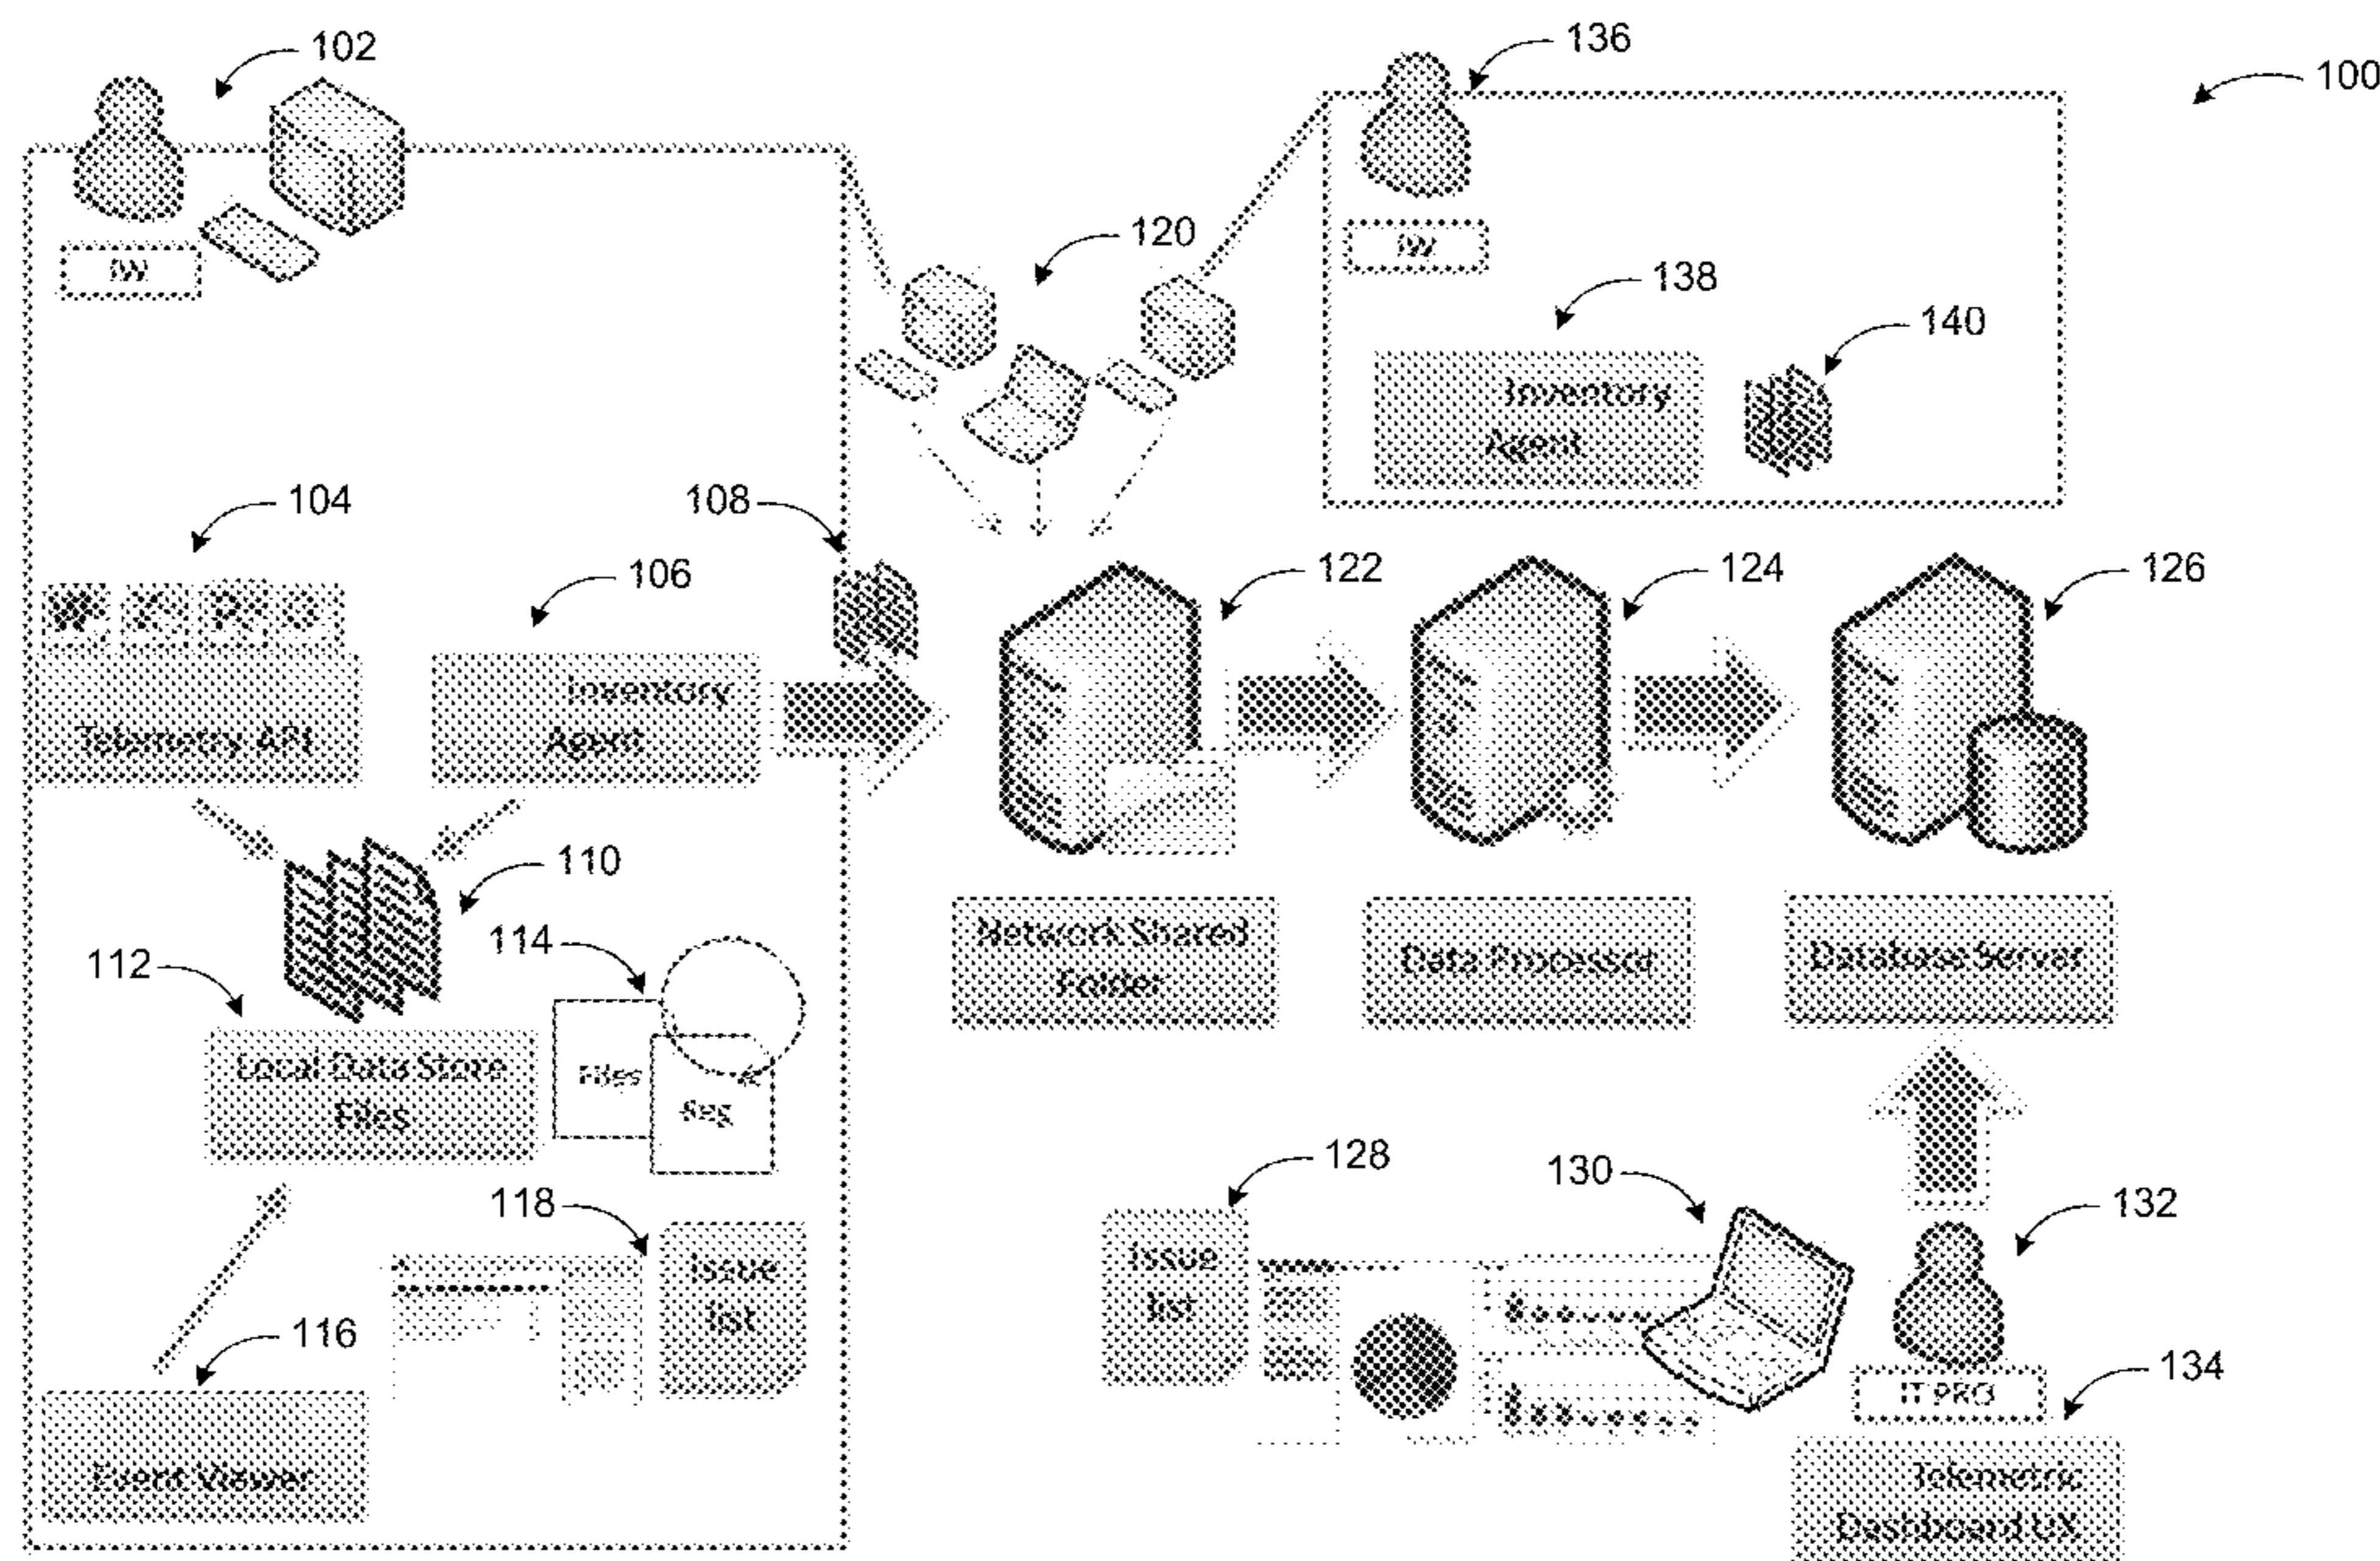 102
136
100
IW
120
IW
138
140
Inventory
Agent
104
108
106
122
124
126
W X P O
Telemetry API
Inventory
Agent
110
114
112
Network Shared
Folder
Data Processor
Database Server
Local Data Store
Files
Files
Reg
118
128
130
132
Issue
list
Issue
list
116
134
IT PRO
Event Viewer
Telemetric
Dashboard UX